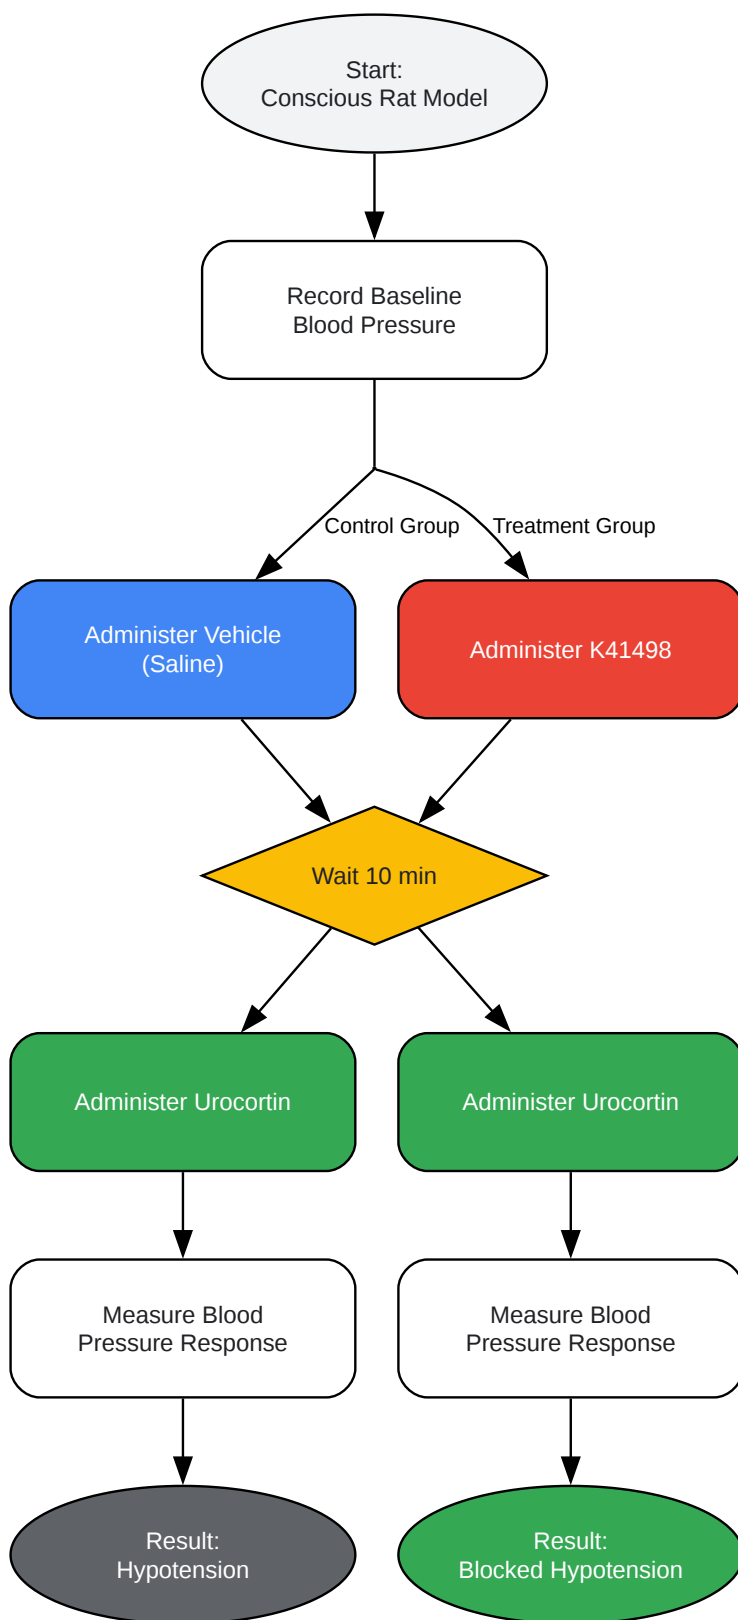 Start:
Conscious Rat Model
Record Baseline
Blood Pressure
Control Group
Treatment Group
Administer Vehicle
(Saline)
Administer K41498
Wait 10 min
Administer Urocortin
Administer Urocortin
Measure Blood
Pressure Response
Measure Blood
Pressure Response
Result:
Hypotension
Result:
Blocked Hypotension